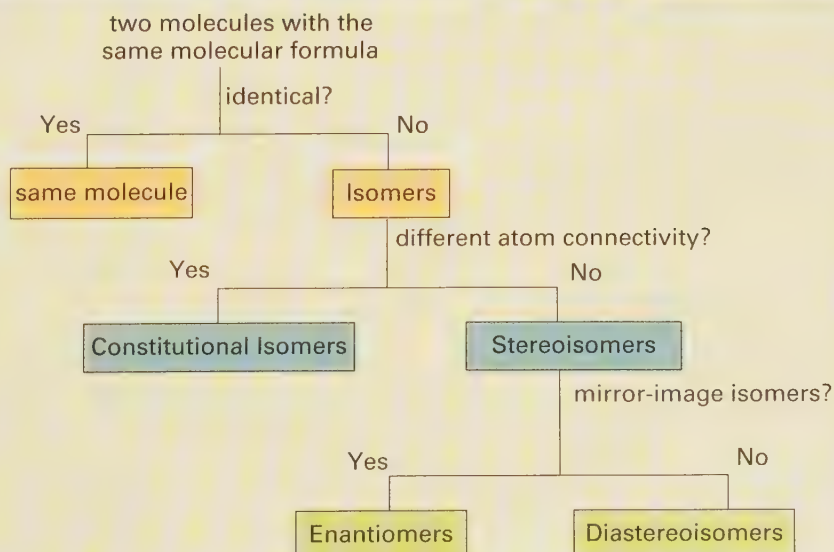 two molecules with the
same molecular formula
identical?
Yes
No
same molecule
Isomers
different atom connectivity?
Yes
No
Constitutional Isomers
Stereoisomers
mirror-image isomers?
Yes
No
Enantiomers
Diastereoisomers